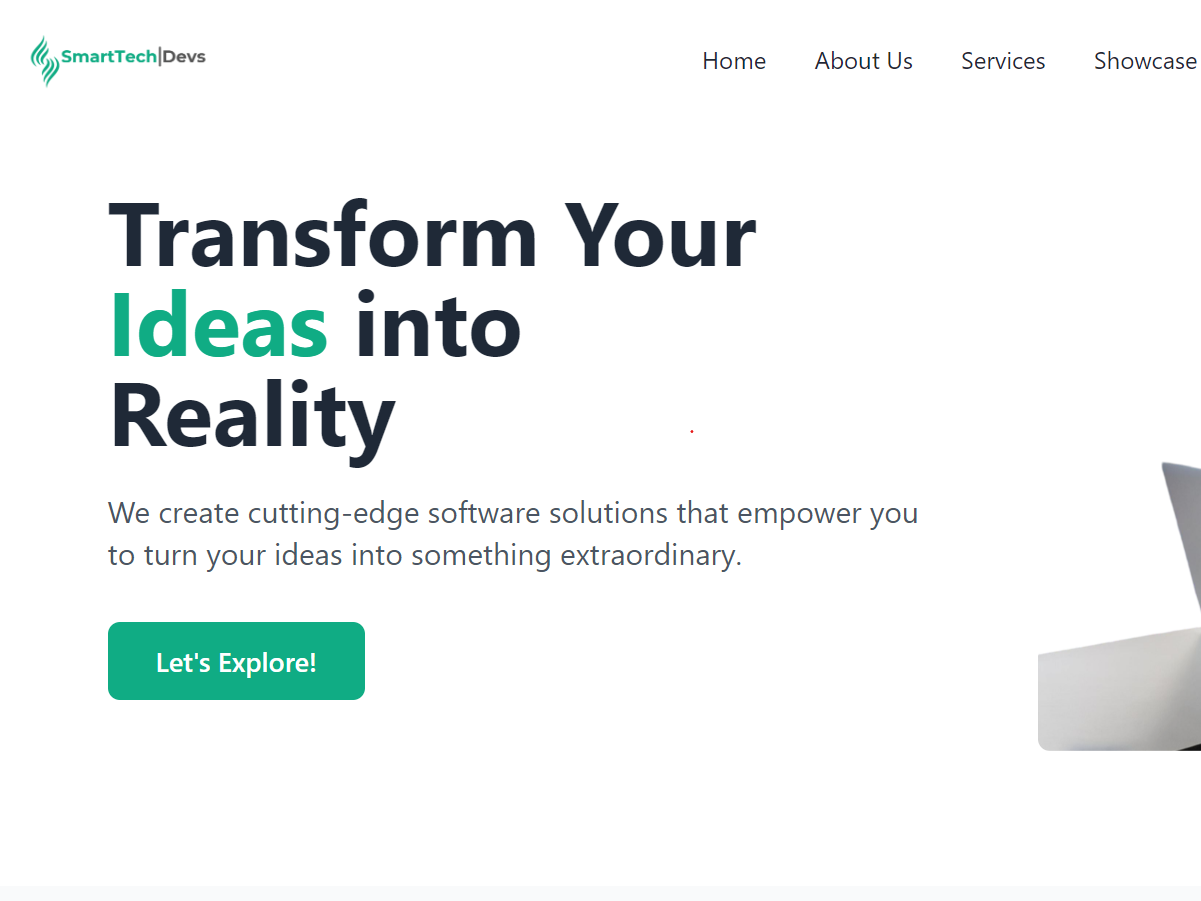 SmartTech|Devs
Home About Us Services Showcase
Transform Your
Ideas into
Reality
We create cutting-edge software solutions that empower you
to turn your ideas into something extraordinary.
Let's Explore!